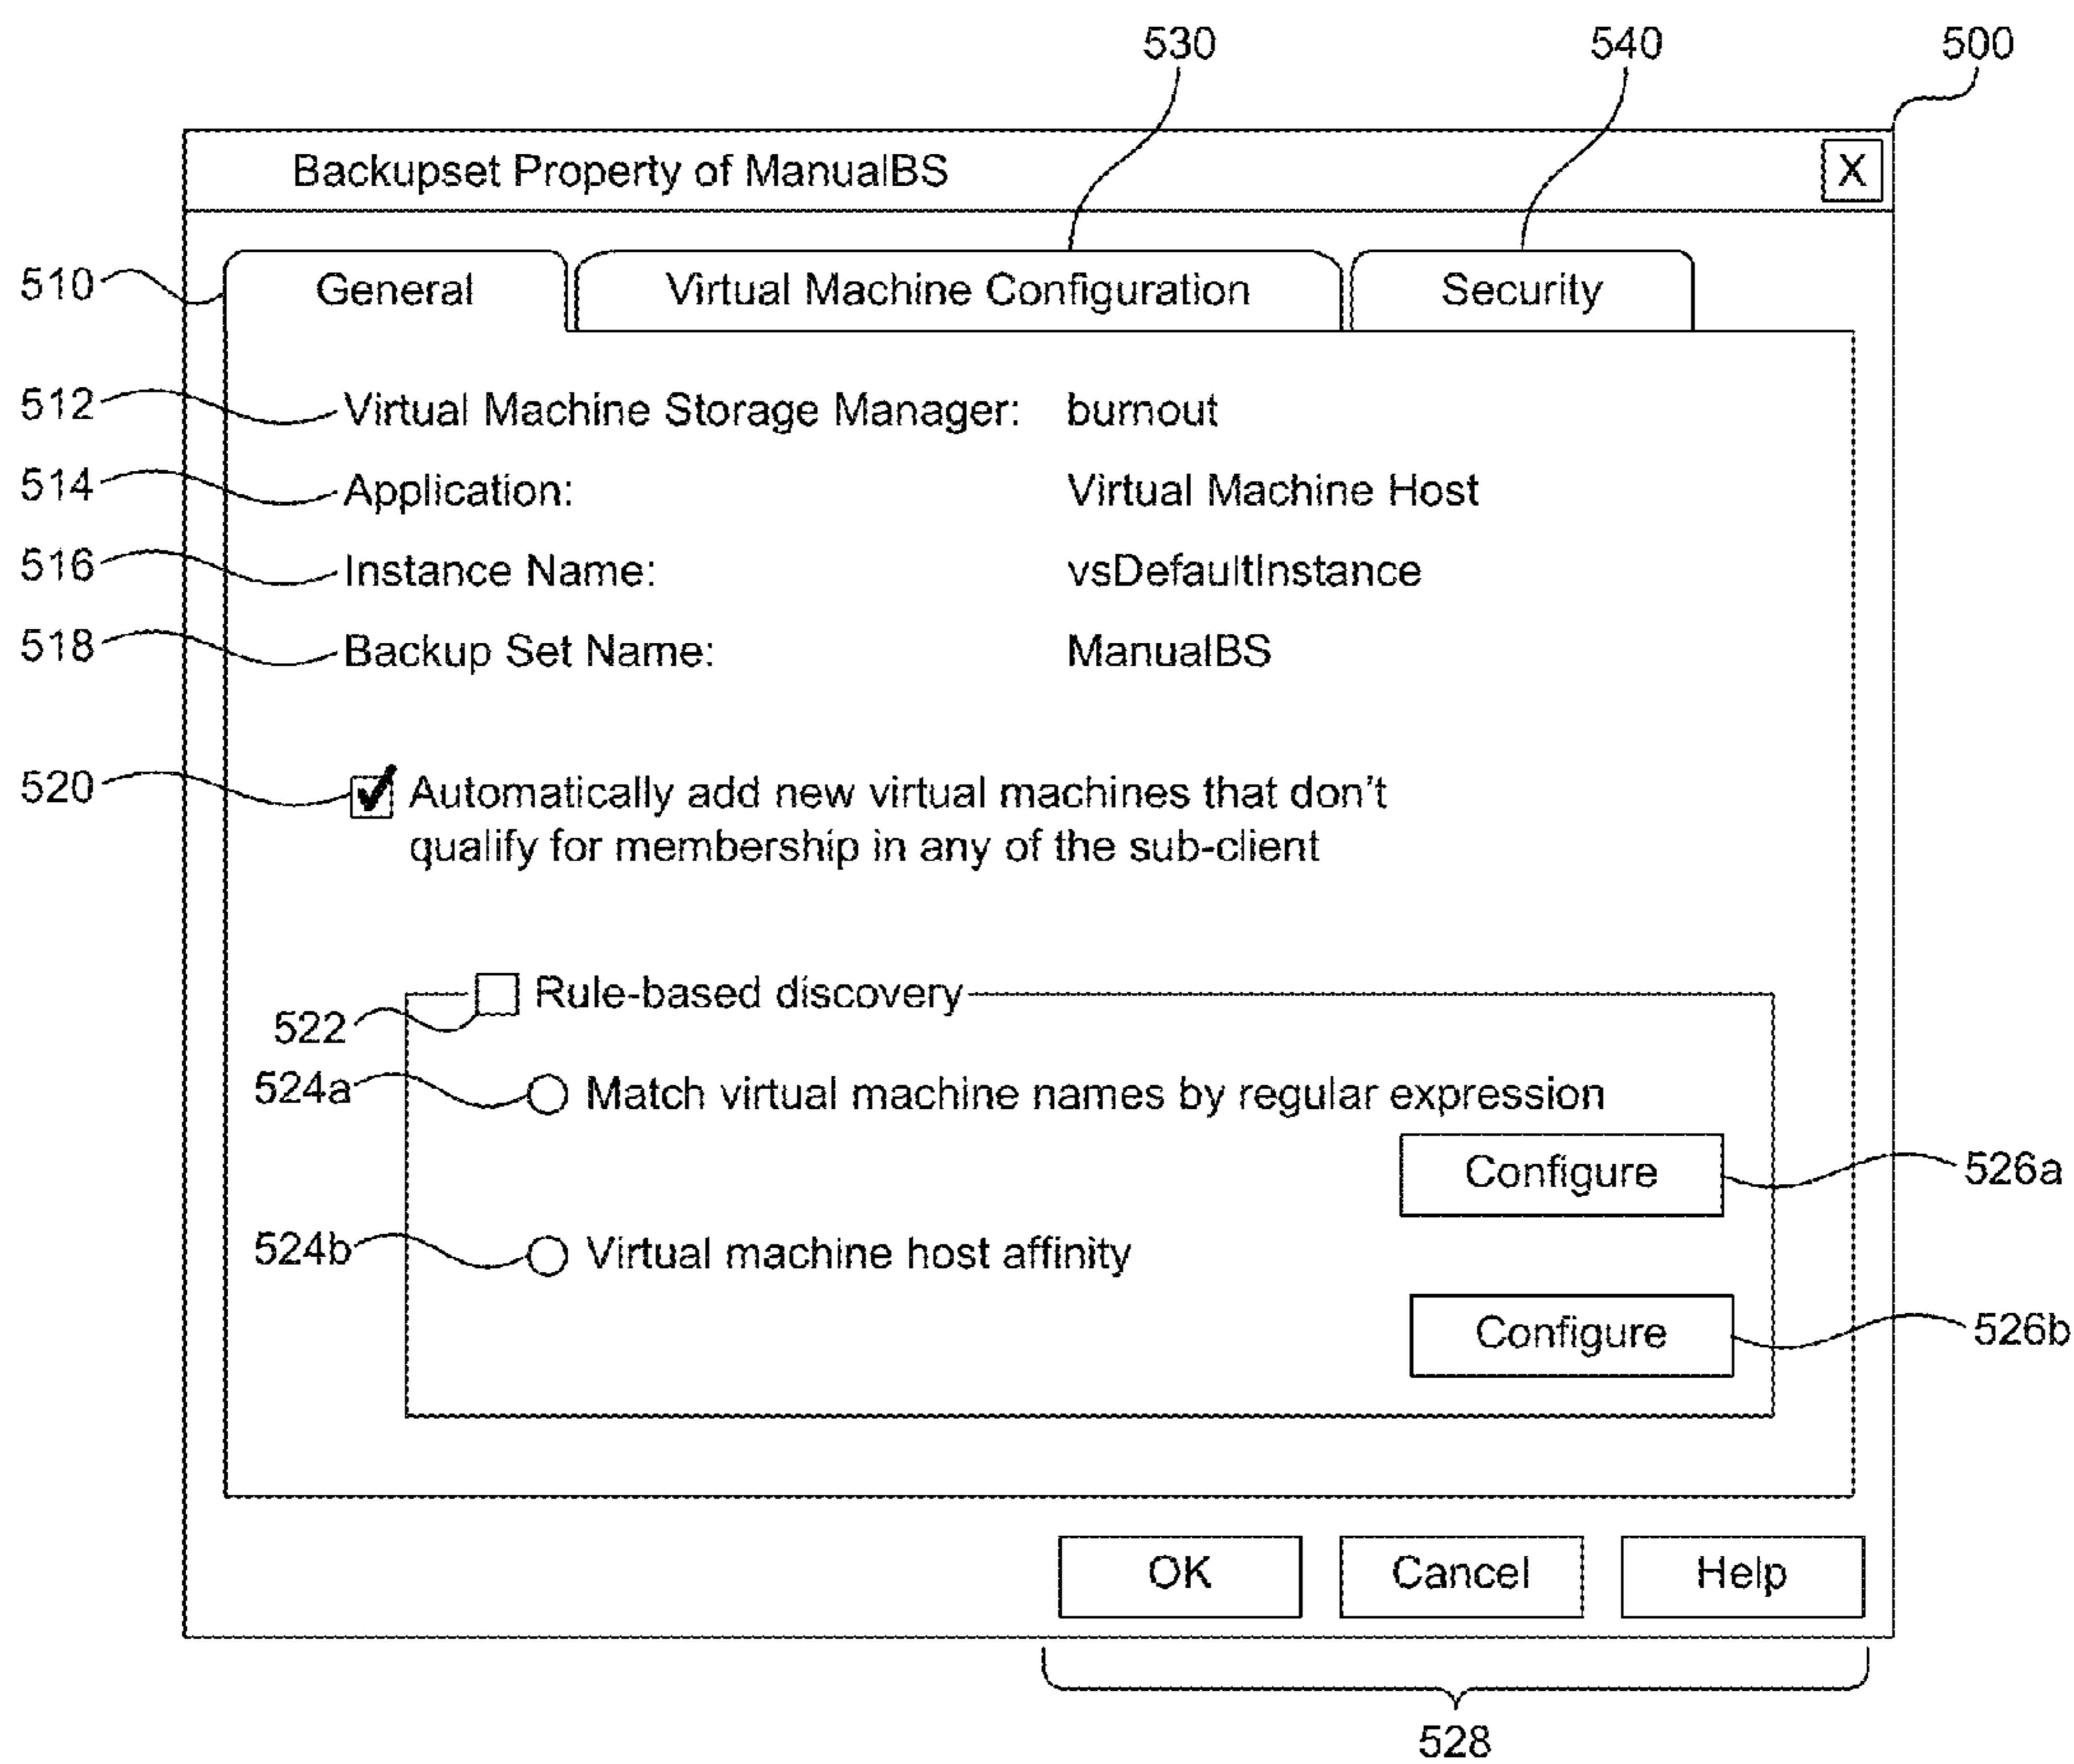 530 540 500
Backupset Property of ManualBS X
510 General Virtual Machine Configuration Security
512 Virtual Machine Storage Manager: burnout
514 Application: Virtual Machine Host
516 Instance Name: vsDefaultInstance
518 Backup Set Name: ManualBS
520 Automatically add new virtual machines that don't
qualify for membership in any of the sub-client
Rule-based discovery
522
524a Match virtual machine names by regular expression
Configure 526a
524b Virtual machine host affinity
Configure 526b
OK Cancel Help
528